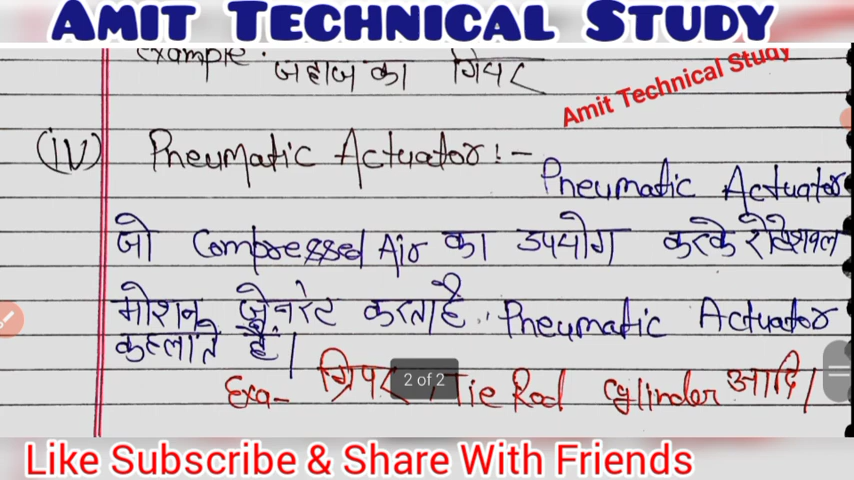 AMIT TECHNICAL STUDY
Example :
जहाज का गियर
Amit Technical Study
(iv) Pneumatic Actuator :-
Pneumatic Actuator
जो Compressed Air का उपयोग करके रोटेशनल
मोशन जेनरेट करता है, Pneumatic Actuator
कहलाते हैं।
Exa- ग्रिपर, Tie Rod cylinder आदि।
2 of 2
Like Subscribe & Share With Friends